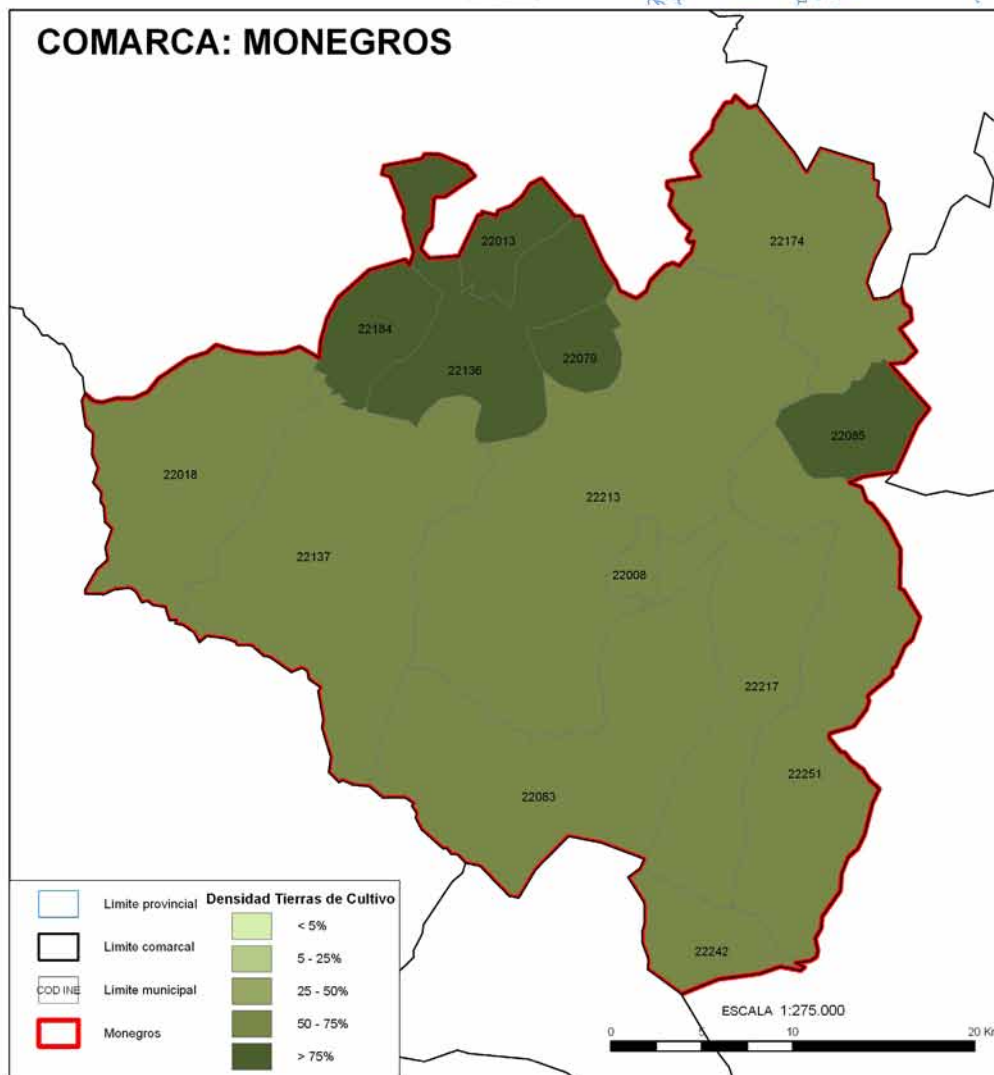 COMARCA: MONEGROS
22174
22013
22184
22079
22136
22085
22018
22213
22137
22008
22217
22251
22083
22242
Limite provincial
Limite comarcal
COD INE
Limite municipal
Monegros
Densidad Tierras de Cultivo
< 5%
5 - 25%
25 - 50%
50 - 75%
> 75%
ESCALA 1:275.000
0 5 10 20 Km